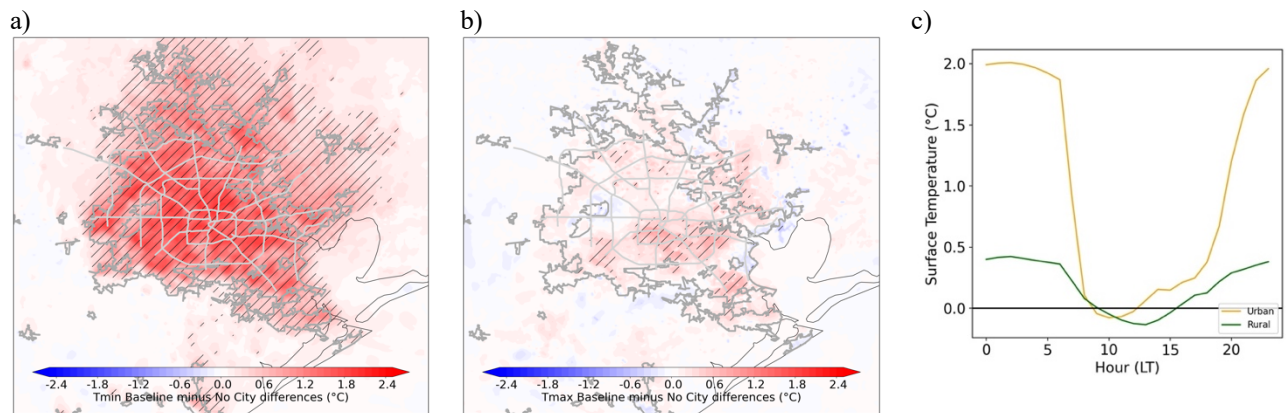 a)
b)
c)
-2.4 -1.8 -1.2 -0.6 0.0 0.6 1.2 1.8 2.4
Tmin Baseline minus No City differences (°C)
-2.4 -1.8 -1.2 -0.6 0.0 0.6 1.2 1.8 2.4
Tmax Baseline minus No City differences (°C)
Surface Temperature (°C)
2.0
1.5
1.0
0.5
0.0
Urban
Rural
0 5 10 15 20
Hour (LT)